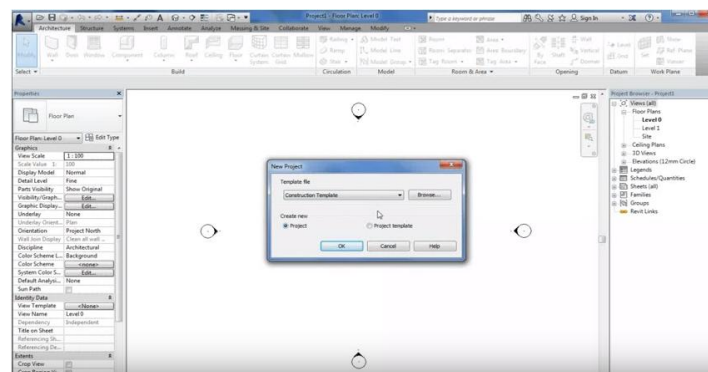 Project1 - Floor Plan: Level 0
Type a keyword or phrase
Sign In
Architecture Structure Systems Insert Annotate Analyze Massing & Site Collaborate View Manage Modify
Modify Wall Door Window Component Column Roof Ceiling Floor Curtain System Curtain Grid Mullion
Railing Model Text Room Area
Ramp Model Line Room Separator Area Boundary
Stair Model Group Tag Room Tag Area
By Face Shaft Wall Vertical Dormer
Level Grid
Set Show Ref Plane Viewer
Select Build Circulation Model Room & Area Opening Datum Work Plane
Properties
Floor Plan
Floor Plan: Level 0 Edit Type
Graphics
View Scale 1 : 100
Scale Value 1: 100
Display Model Normal
Detail Level Fine
Parts Visibility Show Original
Visibility/Graph... Edit...
Graphic Display... Edit...
Underlay None
Underlay Orient... Plan
Orientation Project North
Wall Join Display Clean all wall ...
Discipline Architectural
Color Scheme L... Background
Color Scheme <none>
System Color S... Edit...
Default Analysi... None
Sun Path
Identity Data
View Template <None>
View Name Level 0
Dependency Independent
Title on Sheet
Referencing Sh...
Referencing De...
Extents
Crop View
New Project
Template file
Construction Template Browse...
Create new
Project Project template
OK Cancel Help
Project Browser - Project1
Views (all)
Floor Plans
Level 0
Level 1
Site
Ceiling Plans
3D Views
Elevations (12mm Circle)
Legends
Schedules/Quantities
Sheets (all)
Families
Groups
Revit Links